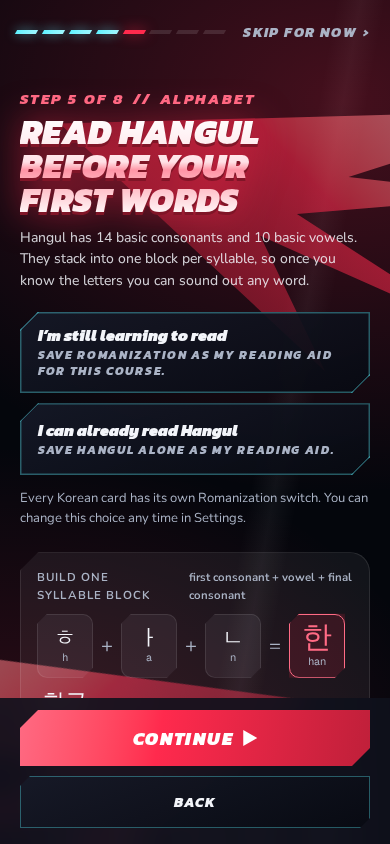 SKIP FOR NOW >
STEP 5 OF 8 // ALPHABET
READ HANGUL
BEFORE YOUR
FIRST WORDS
Hangul has 14 basic consonants and 10 basic vowels.
They stack into one block per syllable, so once you
know the letters you can sound out any word.
I'm still learning to read
SAVE ROMANIZATION AS MY READING AID
FOR THIS COURSE.
I can already read Hangul
SAVE HANGUL ALONE AS MY READING AID.
Every Korean card has its own Romanization switch. You can
change this choice any time in Settings.
BUILD ONE
SYLLABLE BLOCK
first consonant + vowel + final
consonant
ㅎ + ㅏ + ㄴ = 한
h a n han
CONTINUE ▶
BACK